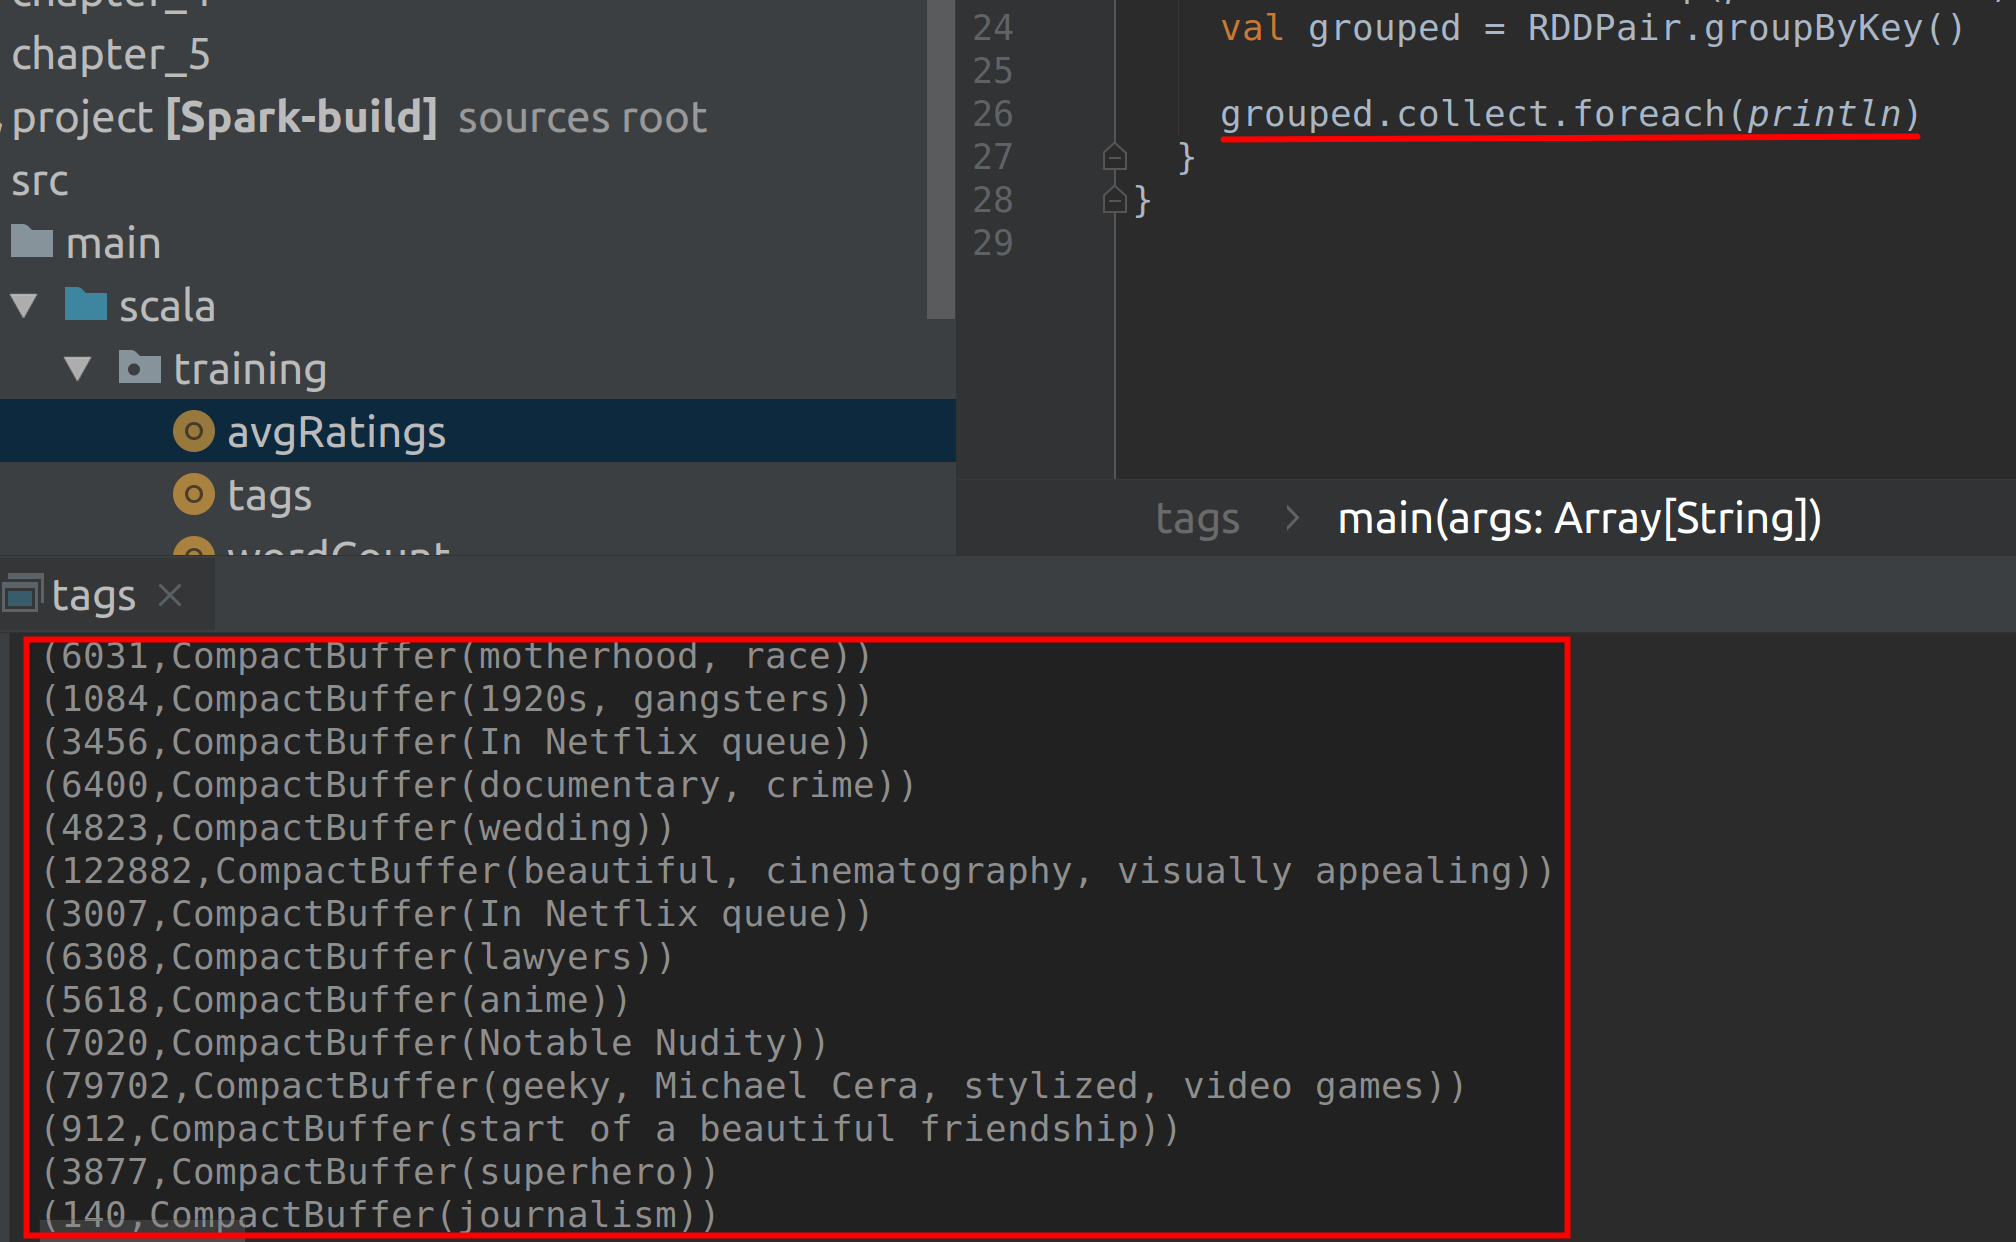 chapter_5
project [Spark-build] sources root
src
main
scala
training
avgRatings
tags
wordCount
24 val grouped = RDDPair.groupByKey()
25
26 grouped.collect.foreach(println)
27 }
28 }
29
tags > main(args: Array[String])
tags ×
(6031,CompactBuffer(motherhood, race))
(1084,CompactBuffer(1920s, gangsters))
(3456,CompactBuffer(In Netflix queue))
(6400,CompactBuffer(documentary, crime))
(4823,CompactBuffer(wedding))
(122882,CompactBuffer(beautiful, cinematography, visually appealing))
(3007,CompactBuffer(In Netflix queue))
(6308,CompactBuffer(lawyers))
(5618,CompactBuffer(anime))
(7020,CompactBuffer(Notable Nudity))
(79702,CompactBuffer(geeky, Michael Cera, stylized, video games))
(912,CompactBuffer(start of a beautiful friendship))
(3877,CompactBuffer(superhero))
(140,CompactBuffer(journalism))